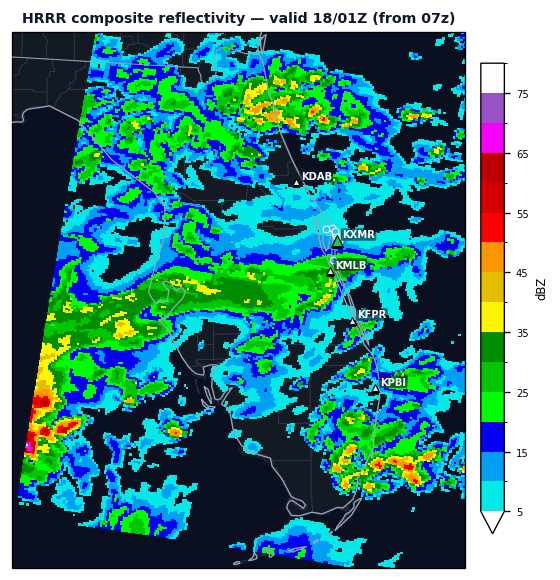 HRRR composite reflectivity — valid 18/01Z (from 07z)
KDAB
KXMR
KMLB
KFPR
KPBI
75
65
55
45
35
25
15
5
dBZ